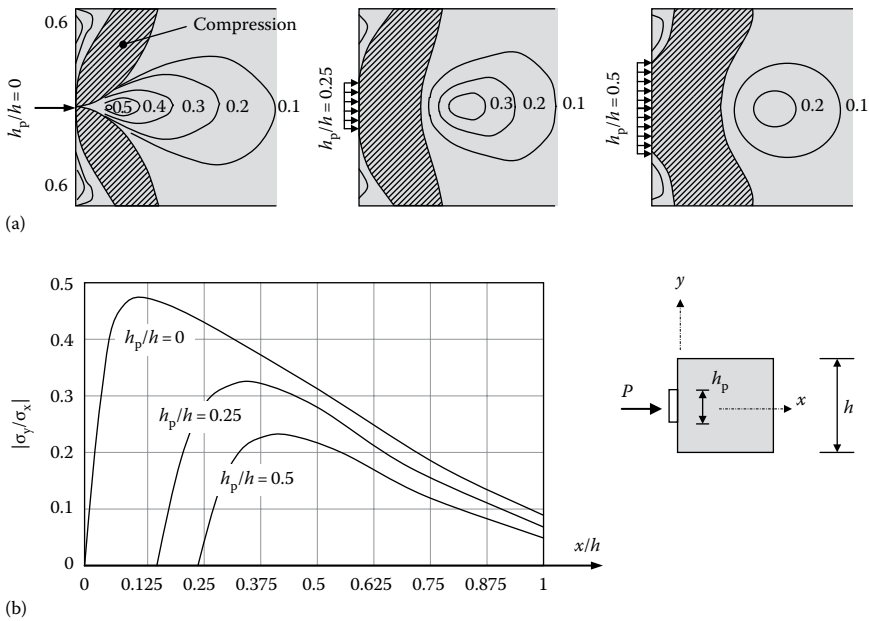 0.6
Compression
h_p/h = 0
0.5 0.4 0.3 0.2 0.1
0.6
h_p/h = 0.25
0.3 0.2 0.1
h_p/h = 0.5
0.2 0.1
(a)
0.5
0.4
0.3
0.2
0.1
0
|σ_y/σ_x|
h_p/h = 0
h_p/h = 0.25
h_p/h = 0.5
x/h
0 0.125 0.25 0.375 0.5 0.625 0.75 0.875 1
y
P
h_p
x
h
(b)